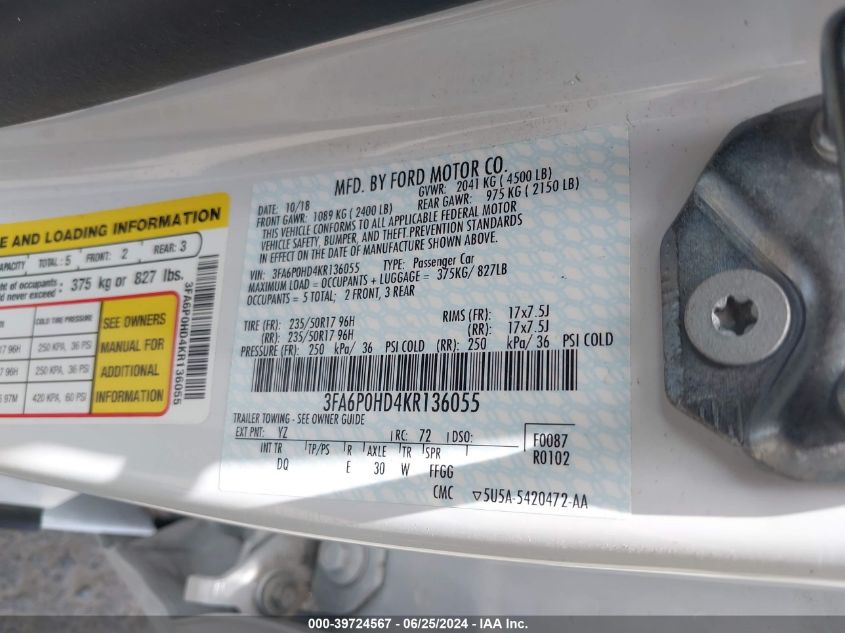 E AND LOADING INFORMATION
CAPACITY TOTAL: 5 FRONT: 2 REAR: 3
of occupants and
never exceed: 375 kg or 827 lbs.
COLD TIRE PRESSURE
17 96H 250 KPA, 36 PSI
96H 250 KPA, 36 PSI
97M 420 KPA, 60 PSI
SEE OWNERS
MANUAL FOR
ADDITIONAL
INFORMATION
3FA6P0HD4KR136055
MFD. BY FORD MOTOR CO.
DATE: 10/18 GVWR: 2041 KG ( 4500 LB)
FRONT GAWR: 1089 KG ( 2400 LB) REAR GAWR: 975 KG ( 2150 LB)
THIS VEHICLE CONFORMS TO ALL APPLICABLE FEDERAL MOTOR
VEHICLE SAFETY, BUMPER, AND THEFT PREVENTION STANDARDS
IN EFFECT ON THE DATE OF MANUFACTURE SHOWN ABOVE.
VIN: 3FA6P0HD4KR136055 TYPE: Passenger Car
MAXIMUM LOAD = OCCUPANTS + LUGGAGE = 375KG/ 827LB
OCCUPANTS = 5 TOTAL; 2 FRONT, 3 REAR
TIRE (FR): 235/50R17 96H RIMS (FR): 17x7.5J
(RR): 235/50R17 96H (RR): 17x7.5J
PRESSURE (FR): 250 kPa/ 36 PSI COLD (RR): 250 kPa/ 36 PSI COLD
3FA6P0HD4KR136055
TRAILER TOWING - SEE OWNER GUIDE
EXT PNT: YZ RC: 72 DSO: F0087
INT TR TP/PS R AXLE TR SPR R0102
DQ E 30 W FFGG
CMC ▽5U5A-5420472-AA
000-39724567 / 06/25/2024 / IAA Inc.